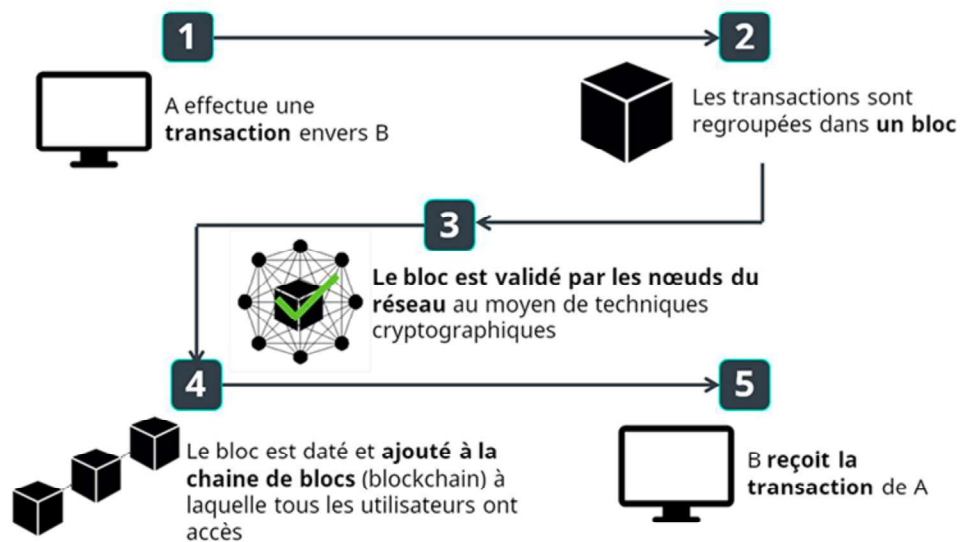 1
2
A effectue une
transaction envers B
Les transactions sont
regroupées dans un bloc
3
Le bloc est validé par les nœuds du
réseau au moyen de techniques
cryptographiques
4
5
Le bloc est daté et ajouté à la
chaine de blocs (blockchain) à
laquelle tous les utilisateurs ont
accès
B reçoit la
transaction de A